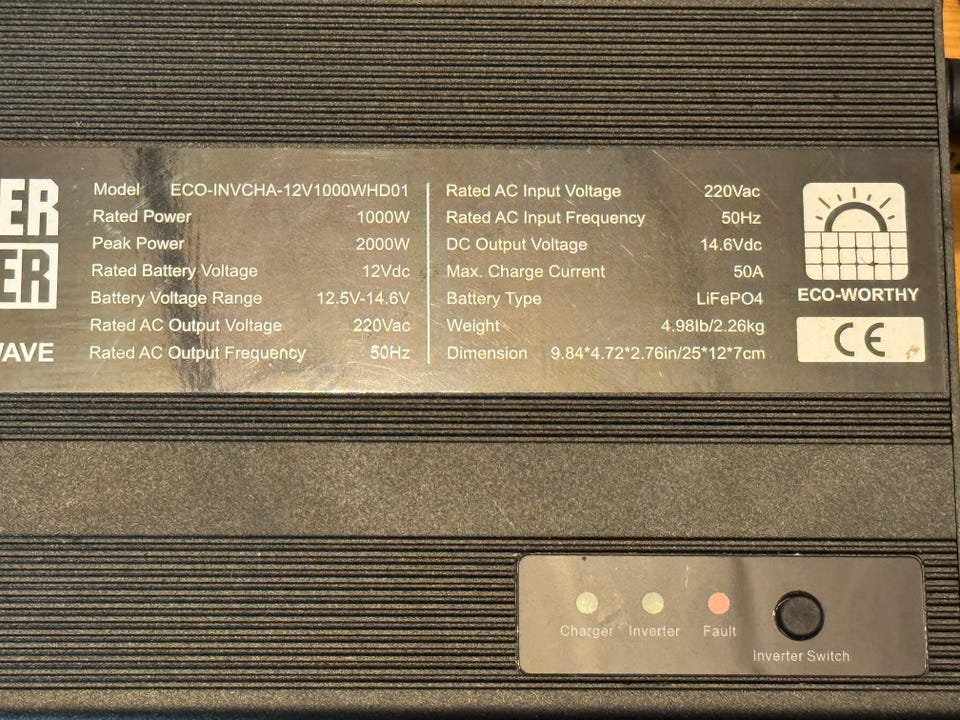 ER
ER
WAVE
Model ECO-INVCHA-12V1000WHD01
Rated Power 1000W
Peak Power 2000W
Rated Battery Voltage 12Vdc
Battery Voltage Range 12.5V-14.6V
Rated AC Output Voltage 220Vac
Rated AC Output Frequency 50Hz
Rated AC Input Voltage 220Vac
Rated AC Input Frequency 50Hz
DC Output Voltage 14.6Vdc
Max. Charge Current 50A
Battery Type LiFePO4
Weight 4.98lb/2.26kg
Dimension 9.84*4.72*2.76in/25*12*7cm
ECO-WORTHY
CE
Charger Inverter Fault
Inverter Switch